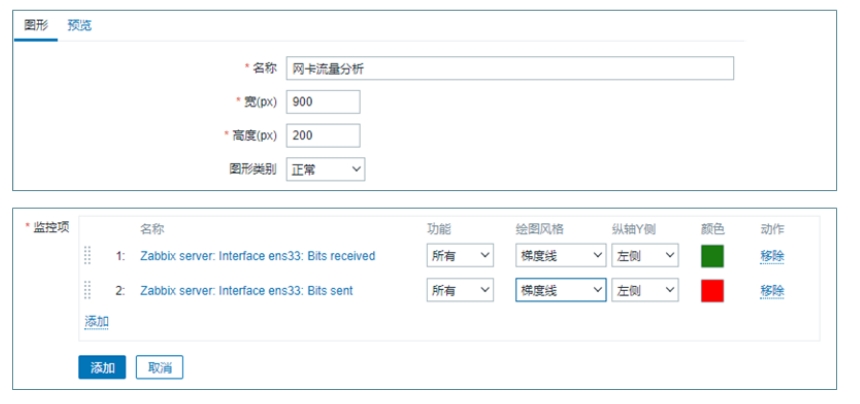 图形 预览
* 名称 网卡流量分析
* 宽(px) 900
* 高度(px) 200
图形类别 正常
* 监控项 名称 功能 绘图风格 纵轴Y侧 颜色 动作
1: Zabbix server: Interface ens33: Bits received 所有 梯度线 左侧 移除
2: Zabbix server: Interface ens33: Bits sent 所有 梯度线 左侧 移除
添加
添加 取消